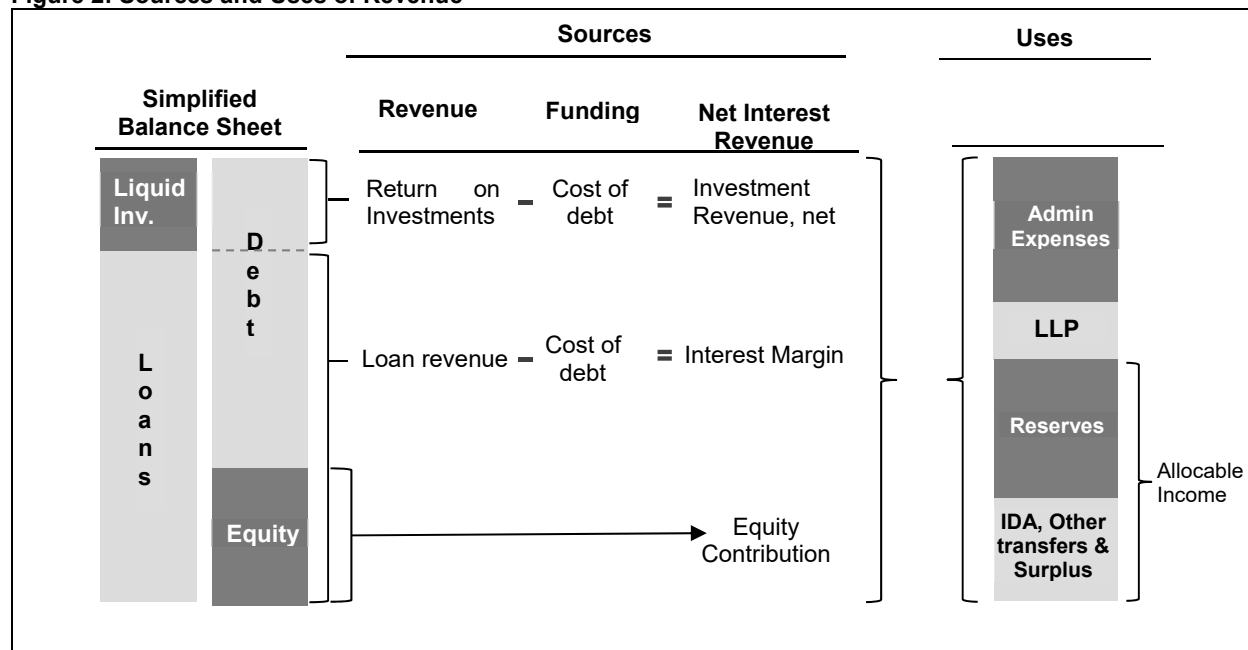 Figure 2: Sources and Uses of Revenue
Sources
Uses
Simplified
Balance Sheet
Revenue
Funding
Net Interest
Revenue
Liquid
Inv.
Loans
Debt
Equity
Return on
Investments
–
Cost of
debt
=
Investment
Revenue, net
Loan revenue
–
Cost of
debt
=
Interest Margin
Equity
Contribution
Admin
Expenses
LLP
Reserves
IDA, Other
transfers &
Surplus
Allocable
Income